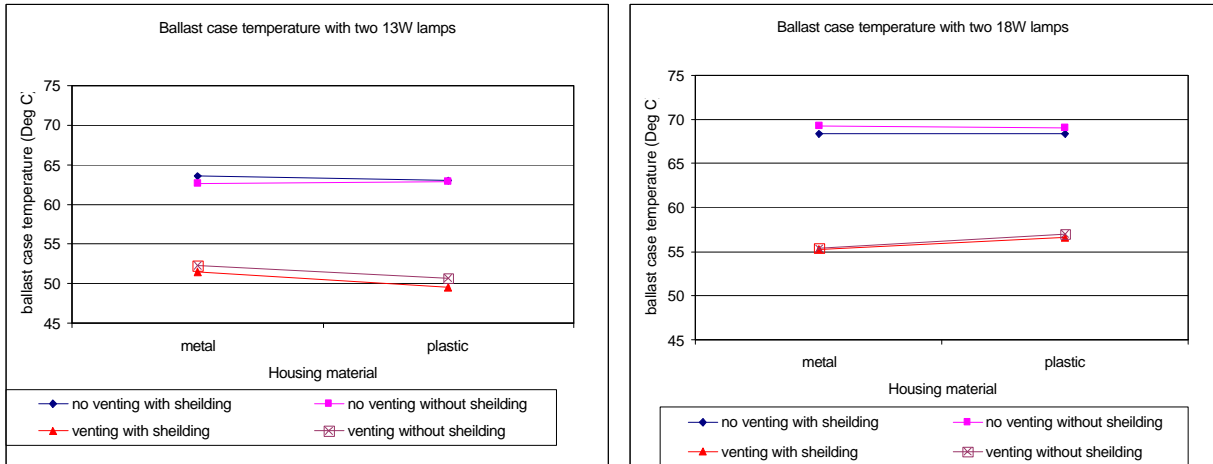 Ballast case temperature with two 13W lamps
ballast case temperature (Deg C)
75
70
65
60
55
50
45
metal plastic
Housing material
no venting with sheilding no venting without sheilding
venting with sheilding venting without sheilding
Ballast case temperature with two 18W lamps
ballast case temperature (Deg C
75
70
65
60
55
50
45
metal plastic
Housing material
no venting with sheilding no venting without sheilding
venting with sheilding venting without sheilding